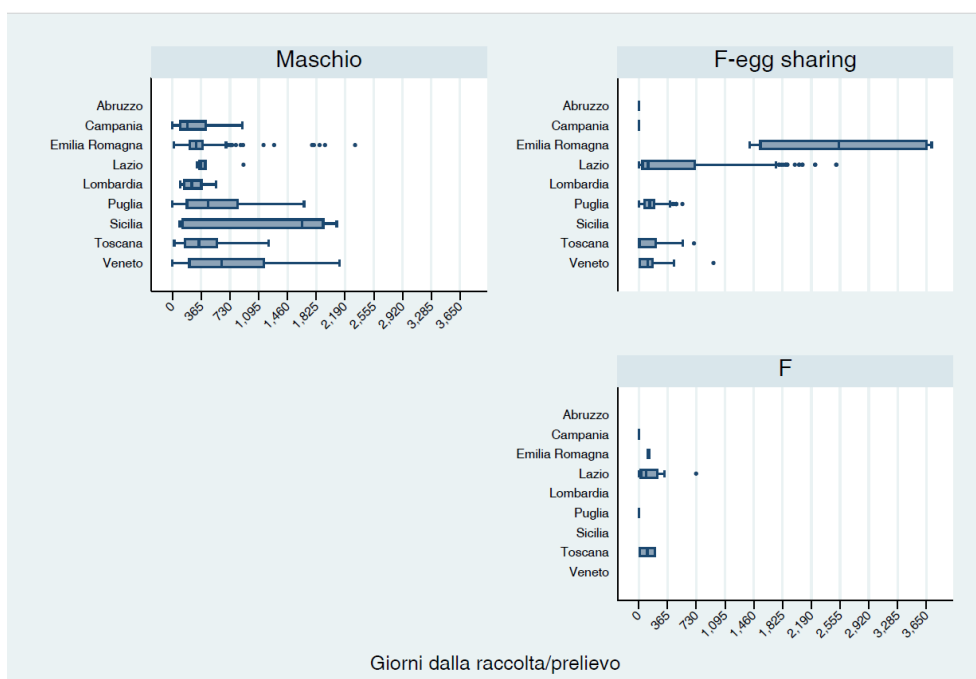 Maschio
Abruzzo
Campania
Emilia Romagna
Lazio
Lombardia
Puglia
Sicilia
Toscana
Veneto
0 365 730 1,095 1,460 1,825 2,190 2,555 2,920 3,285 3,650
F-egg sharing
Abruzzo
Campania
Emilia Romagna
Lazio
Lombardia
Puglia
Sicilia
Toscana
Veneto
F
Abruzzo
Campania
Emilia Romagna
Lazio
Lombardia
Puglia
Sicilia
Toscana
Veneto
0 365 730 1,095 1,460 1,825 2,190 2,555 2,920 3,285 3,650
Giorni dalla raccolta/prelievo